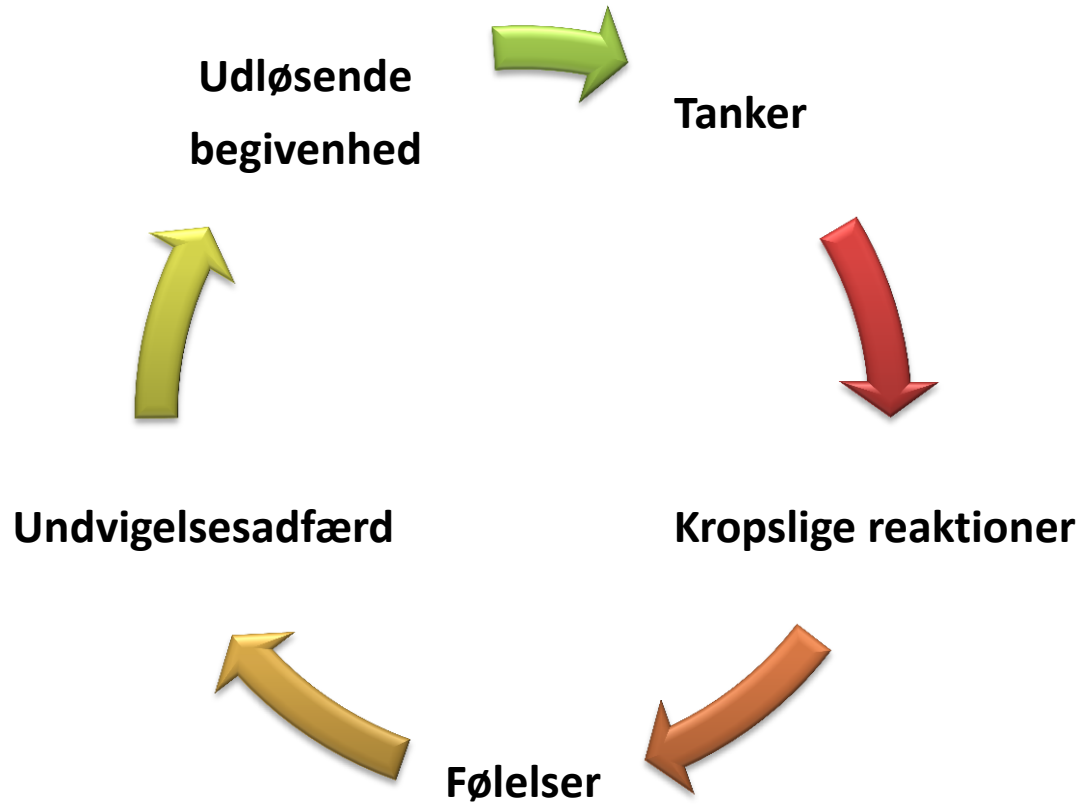 Udløsende
begivenhed
Tanker
Kropslige reaktioner
Følelser
Undvigelsesadfærd